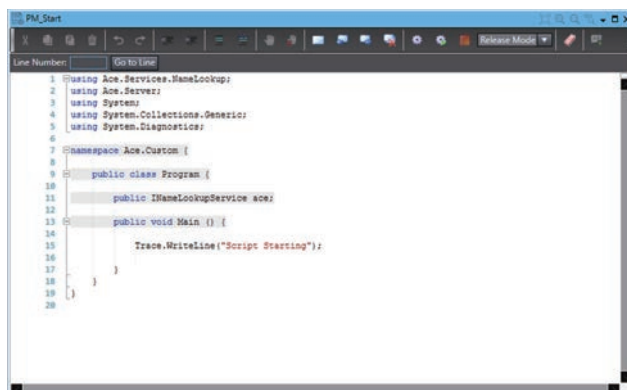 PM_Start
Release Mode
Line Number: Go to Line
1 using Ace.Services.NameLookup;
2 using Ace.Server;
3 using System;
4 using System.Collections.Generic;
5 using System.Diagnostics;
6
7 namespace Ace.Custom {
8
9 public class Program {
10
11 public INameLookupService ace;
12
13 public void Main () {
14
15 Trace.WriteLine("Script Starting");
16
17 }
18 }
19 }
20